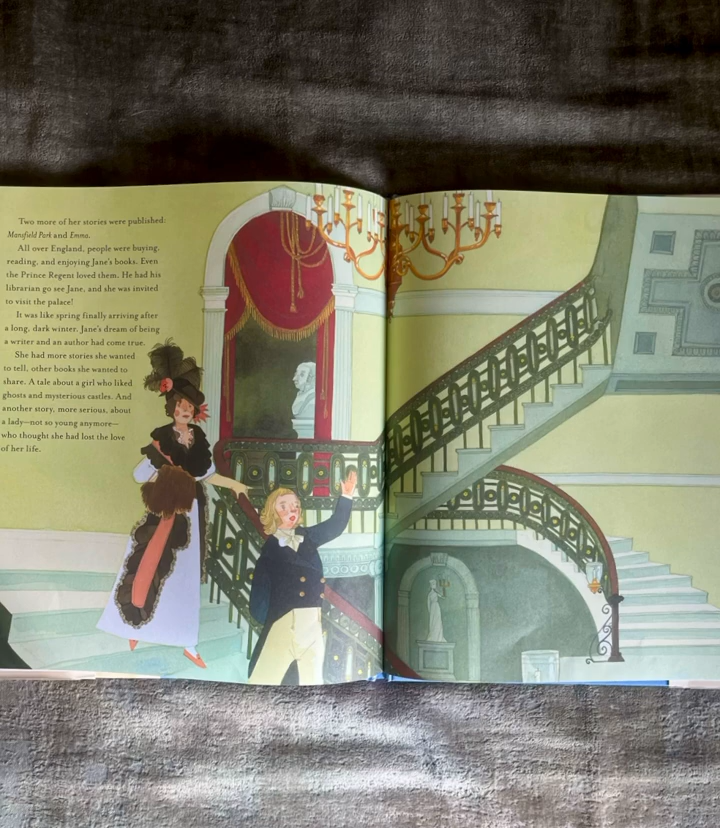 Two more of her stories were published:
Mansfield Park and Emma.
All over England, people were buying,
reading, and enjoying Jane's books. Even
the Prince Regent loved them. He had his
librarian go see Jane, and she was invited
to visit the palace!
It was like spring finally arriving after
a long, dark winter. Jane's dream of being
a writer and an author had come true.
She had more stories she wanted
to tell, other books she wanted to
share. A tale about a girl who liked
ghosts and mysterious castles. And
another story, more serious, about
a lady—not so young anymore—
who thought she had lost the love
of her life.